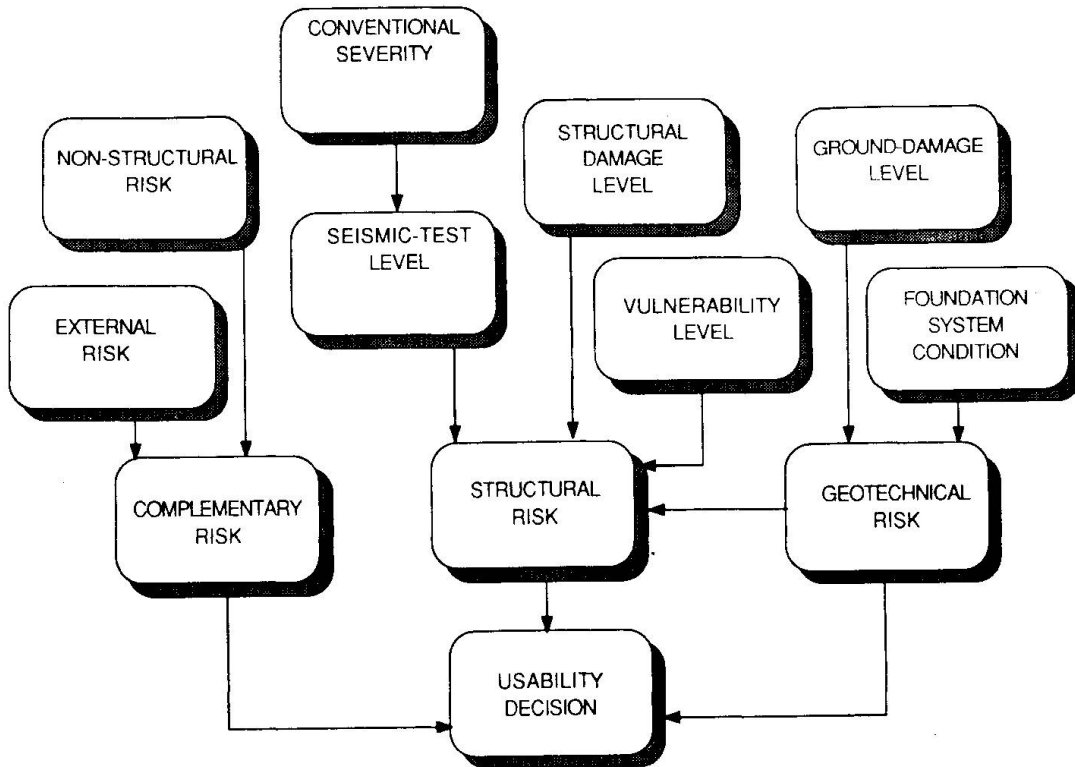 CONVENTIONAL
SEVERITY
NON-STRUCTURAL
RISK
STRUCTURAL
DAMAGE
LEVEL
GROUND-DAMAGE
LEVEL
SEISMIC-TEST
LEVEL
EXTERNAL
RISK
VULNERABILITY
LEVEL
FOUNDATION
SYSTEM
CONDITION
COMPLEMENTARY
RISK
STRUCTURAL
RISK
GEOTECHNICAL
RISK
USABILITY
DECISION